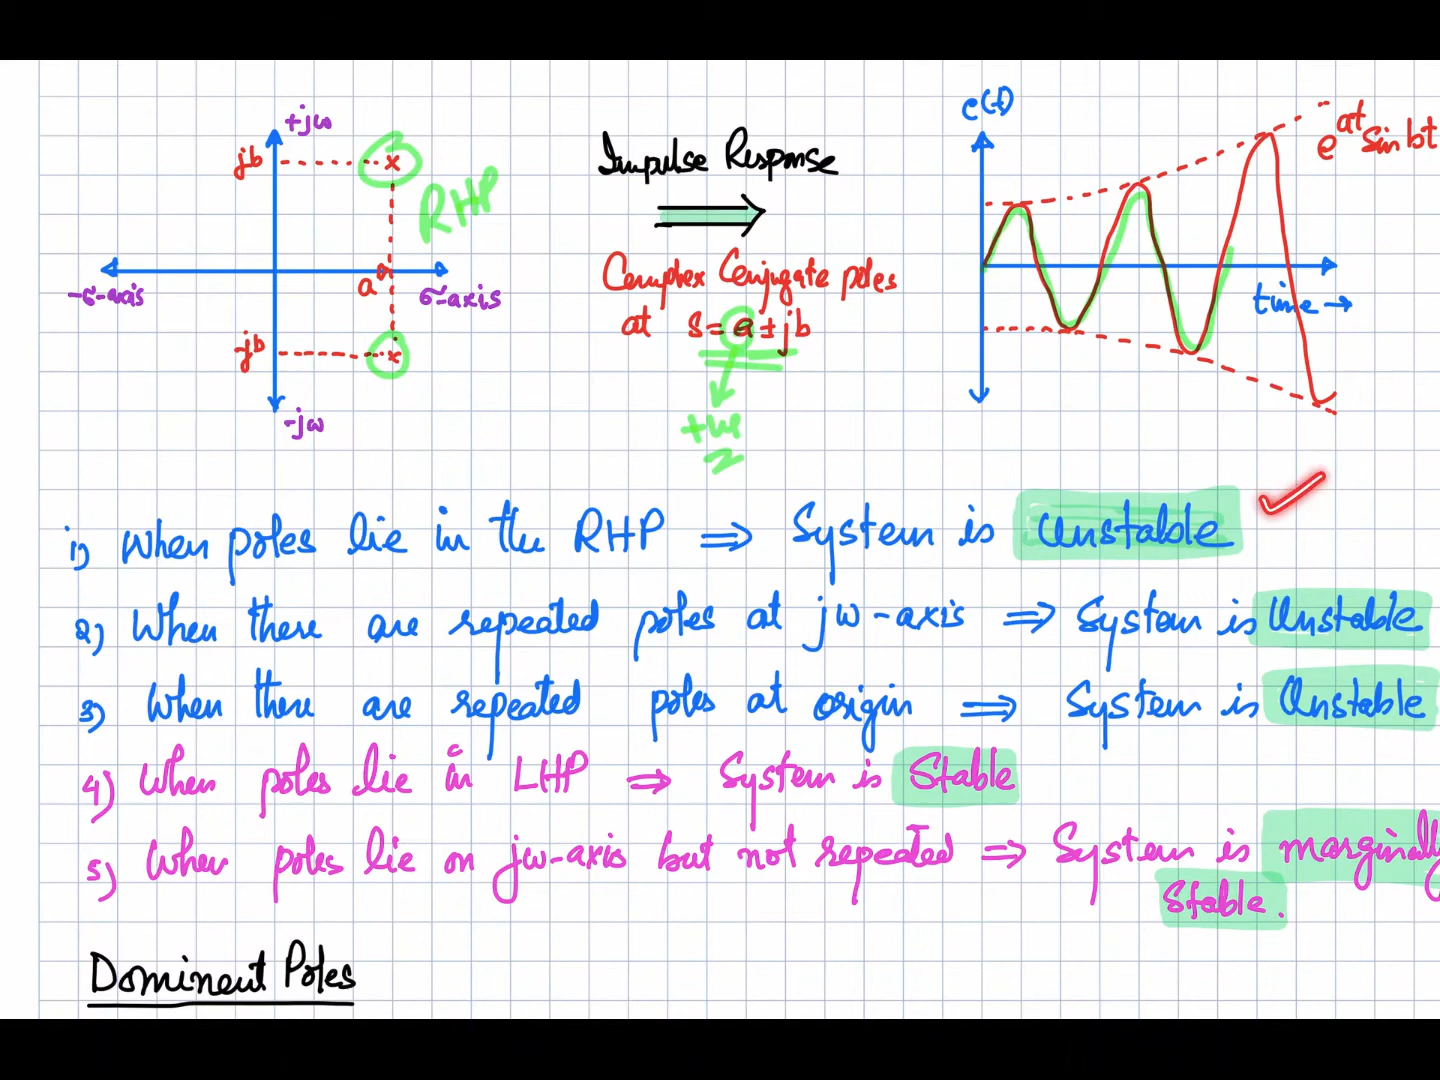 +jω
jb
RHP
-σ-axis
a
σ-axis
-jb
-jω
Impulse Response
Complex Conjugate poles
at s = a ± jb
+ve
c(t)
e^at sin bt
time →
1) When poles lie in the RHP ⇒ System is Unstable
2) When there are repeated poles at jω-axis ⇒ System is Unstable
3) When there are repeated poles at origin ⇒ System is Unstable
4) When poles lie in LHP ⇒ System is Stable
5) When poles lie on jω-axis but not repeated ⇒ System is marginally
Stable.
Dominent Poles